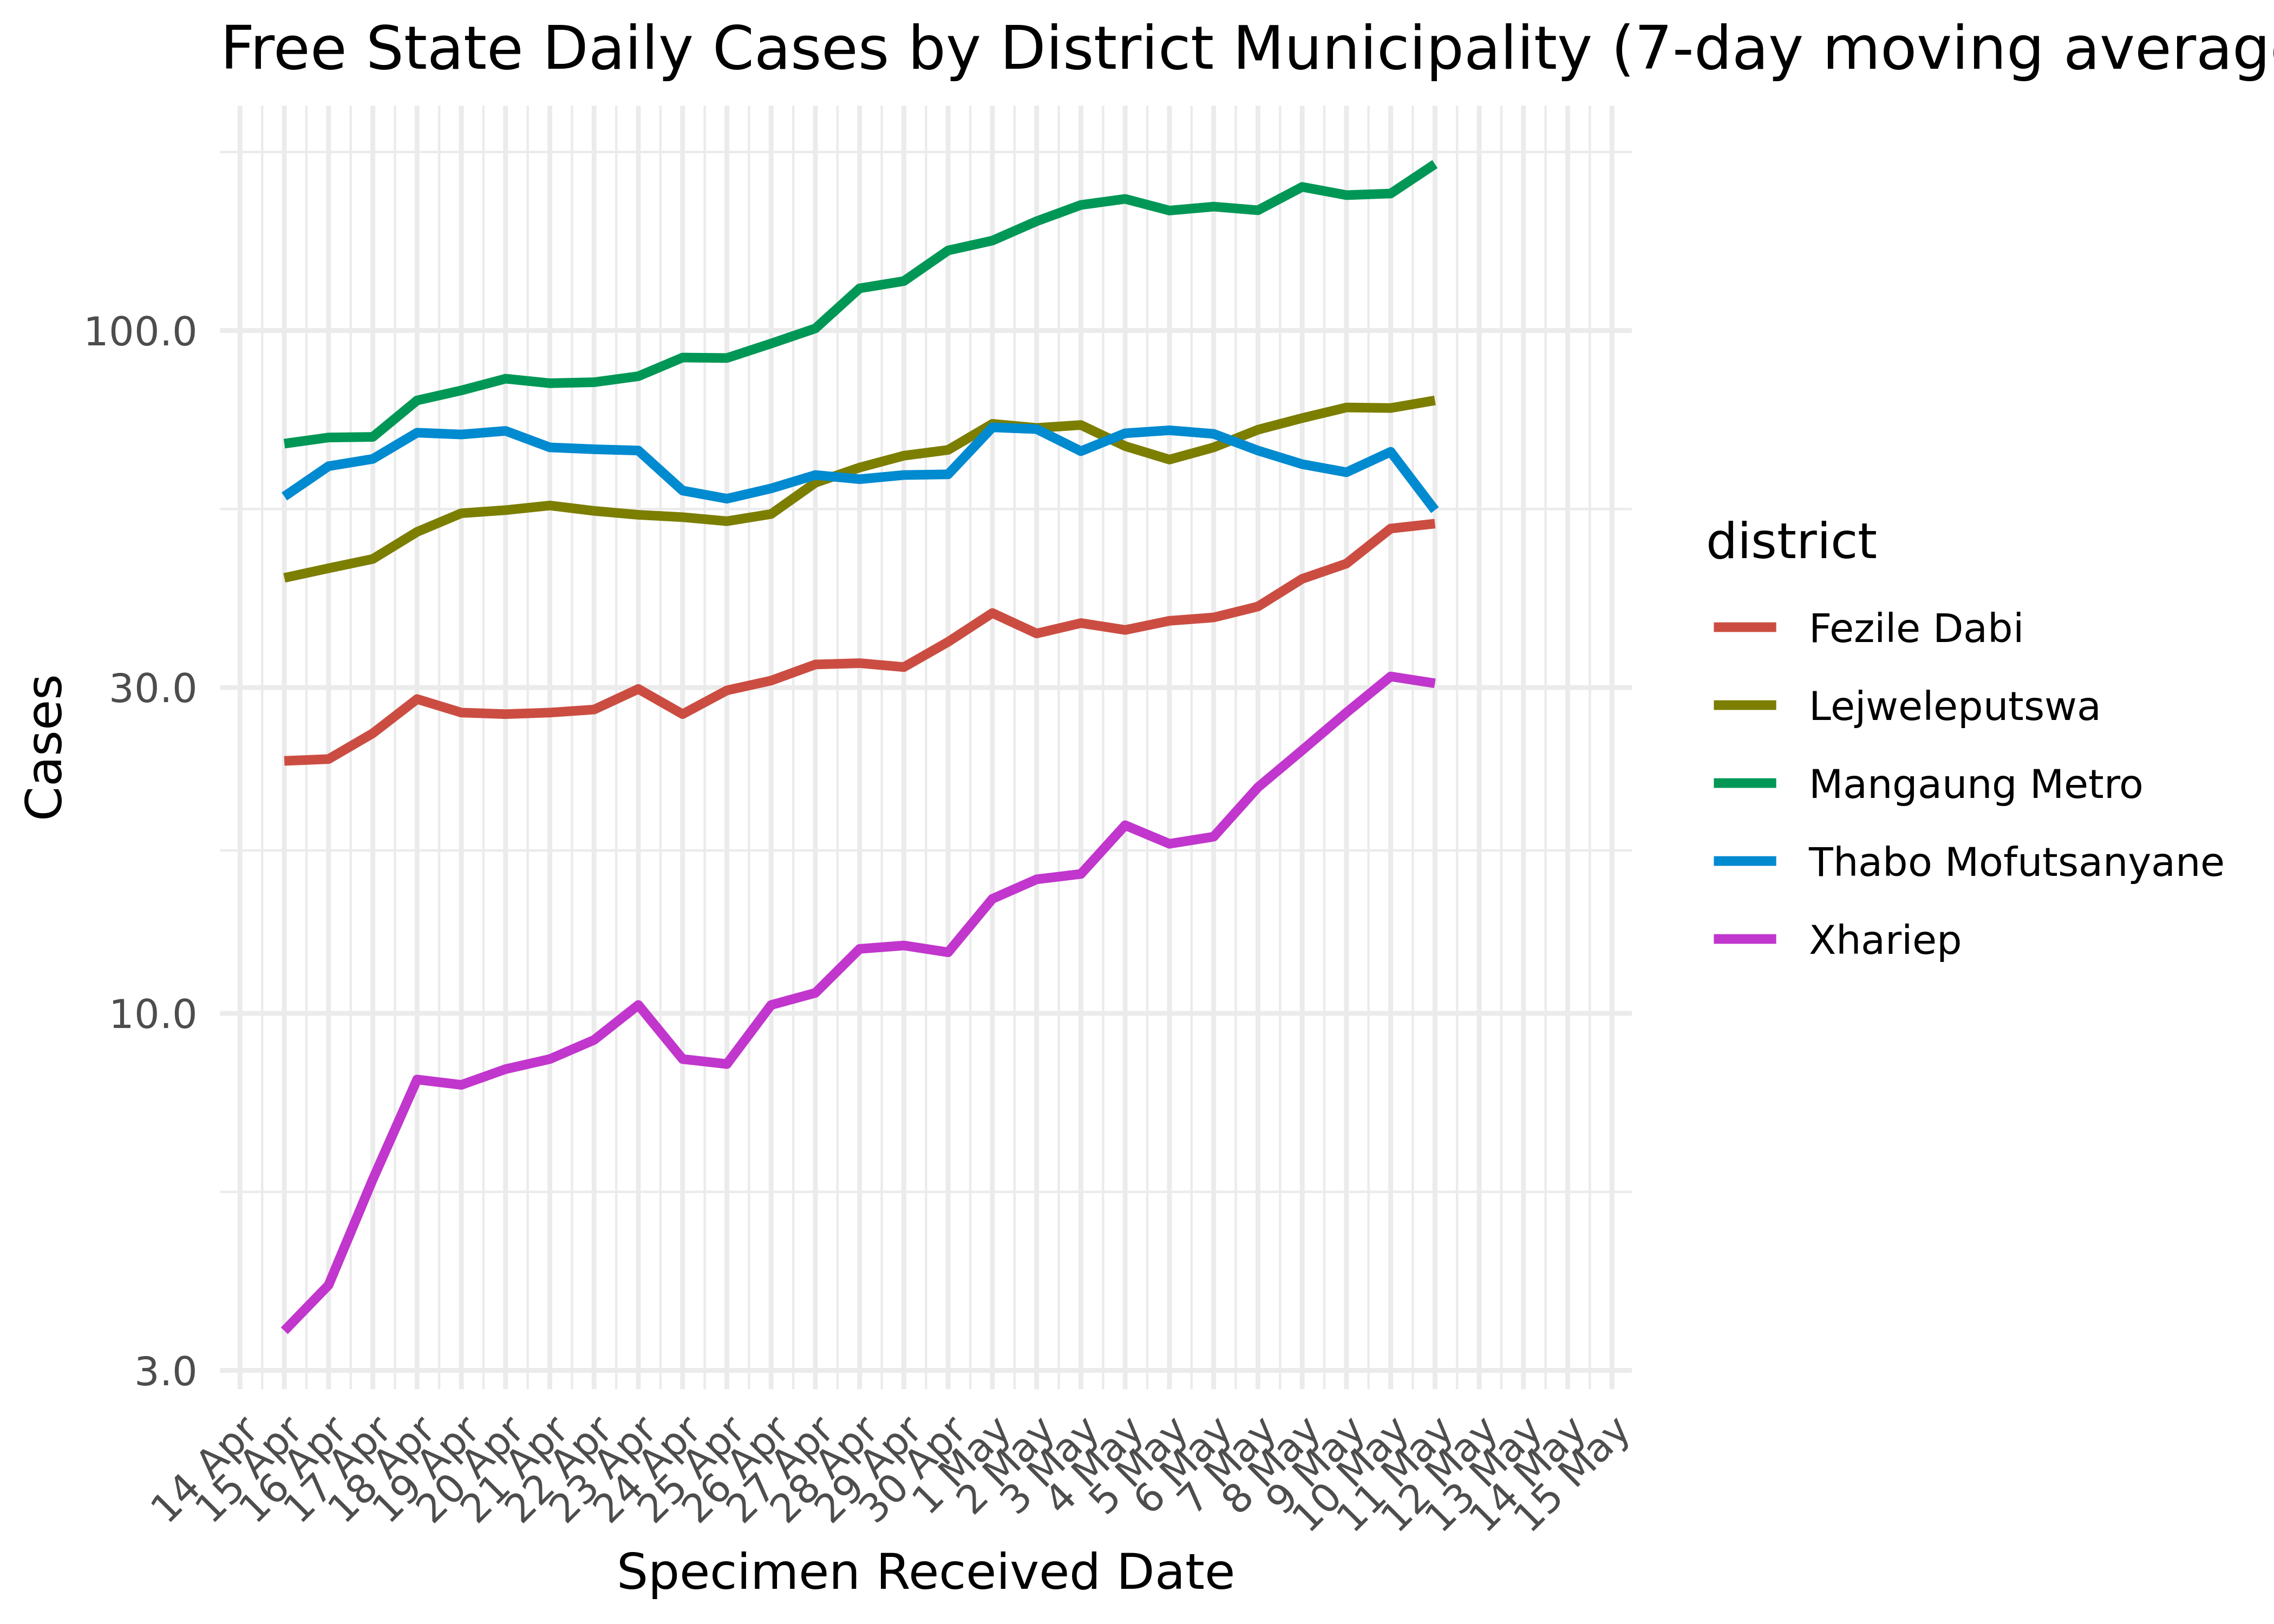 Free State Daily Cases by District Municipality (7-day moving average
100.0
30.0
10.0
3.0
Cases
14 Apr
15 Apr
16 Apr
17 Apr
18 Apr
19 Apr
20 Apr
21 Apr
22 Apr
23 Apr
24 Apr
25 Apr
26 Apr
27 Apr
28 Apr
29 Apr
30 Apr
1 May
2 May
3 May
4 May
5 May
6 May
7 May
8 May
9 May
10 May
11 May
12 May
13 May
14 May
15 May
Specimen Received Date
district
Fezile Dabi
Lejweleputswa
Mangaung Metro
Thabo Mofutsanyane
Xhariep